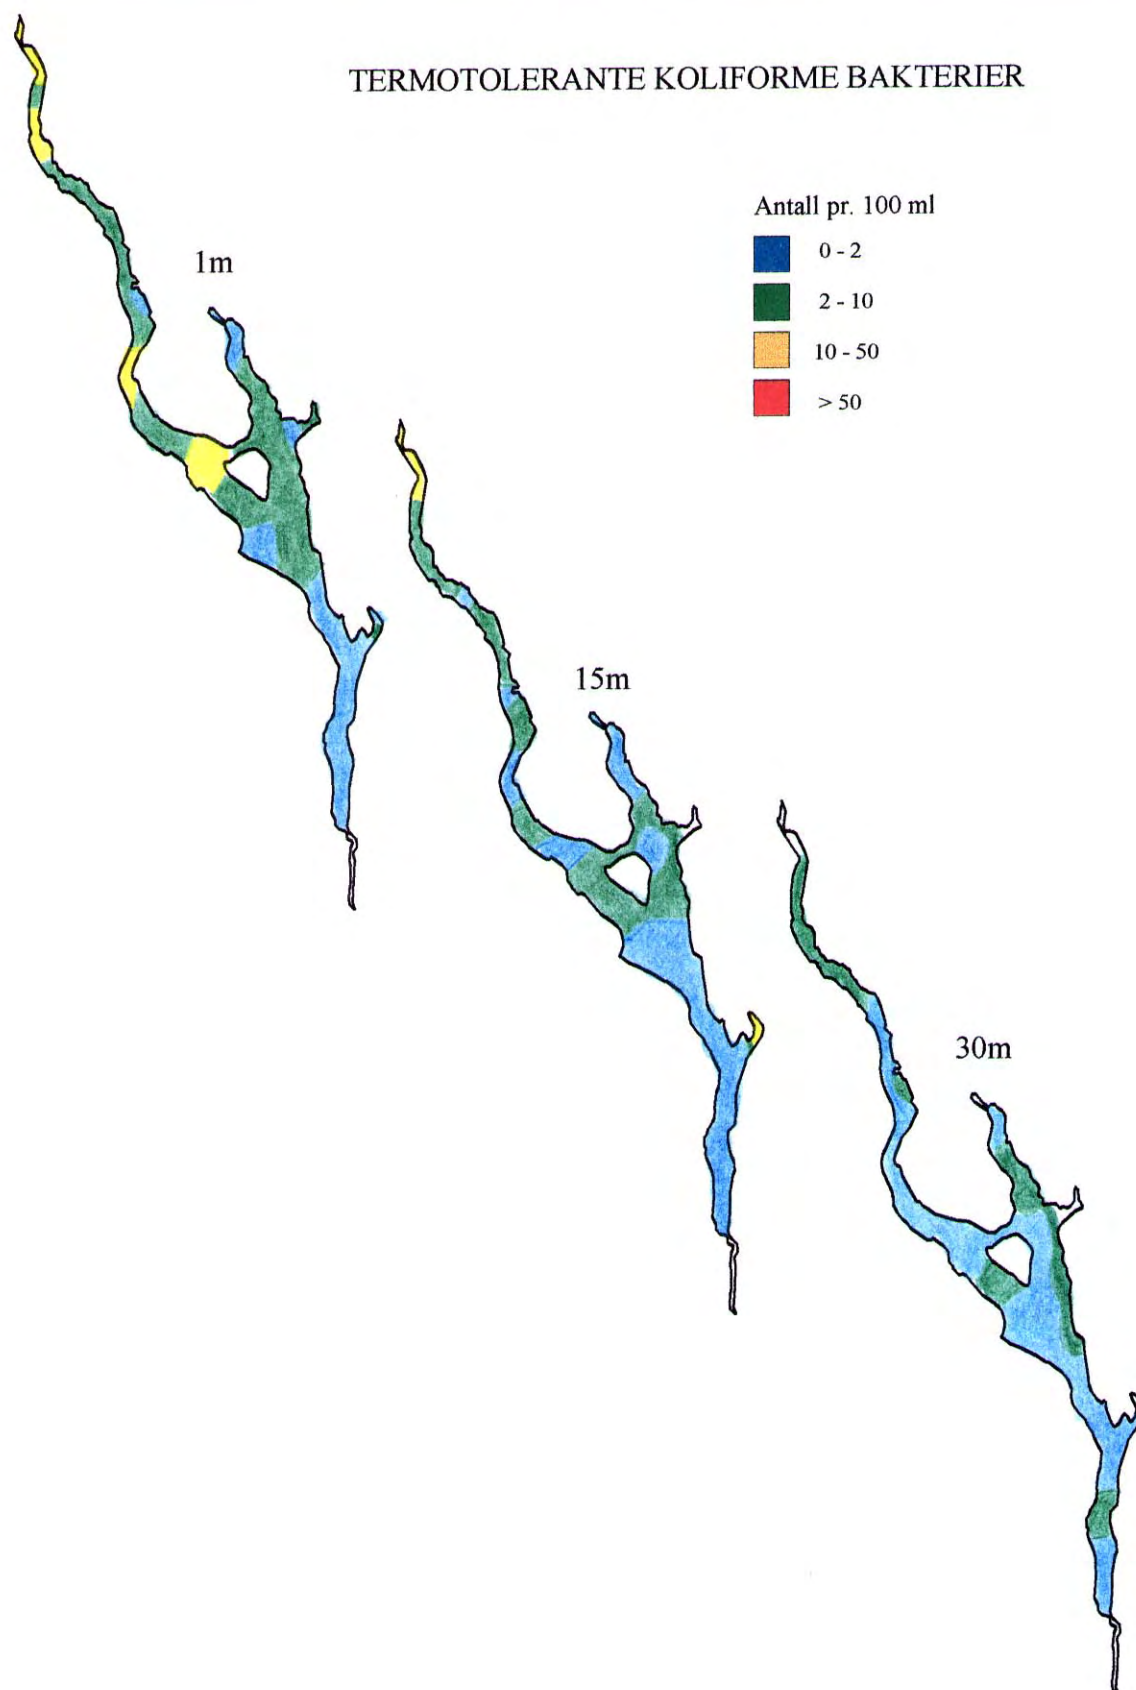 TERMOTOLERANTE KOLIFORME BAKTERIER
Antall pr. 100 ml
0 - 2
2 - 10
10 - 50
> 50
1m
15m
30m